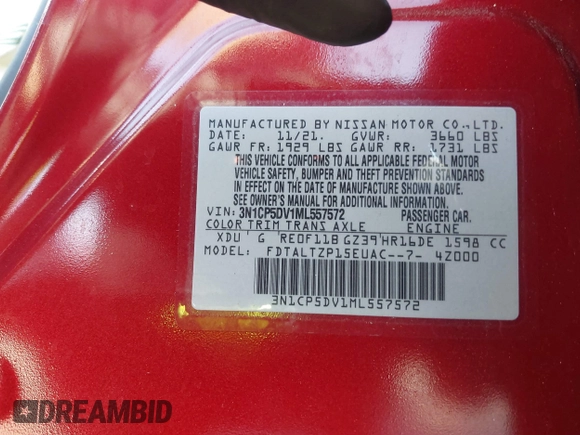 MANUFACTURED BY NISSAN MOTOR CO.,LTD.
DATE: 11/21. GVWR: 3660 LBS
GAWR FR: 1929 LBS GAWR RR: 1731 LBS
THIS VEHICLE CONFORMS TO ALL APPLICABLE FEDERAL MOTOR
VEHICLE SAFETY, BUMPER AND THEFT PREVENTION STANDARDS
IN EFFECT ON THE DATE OF MANUFACTURE SHOWN ABOVE.
SEE OWNER'S MANUAL FOR ADDITIONAL INFORMATION.
VIN: 3N1CP5DV1ML557572 PASSENGER CAR.
COLOR TRIM TRANS AXLE ENGINE
XDU G RE0F11B GZ39 HR16DE 1598 CC
MODEL: FDTALTZP15EUAC--7- 4Z000
3N1CP5DV1ML557572
DREAMBID